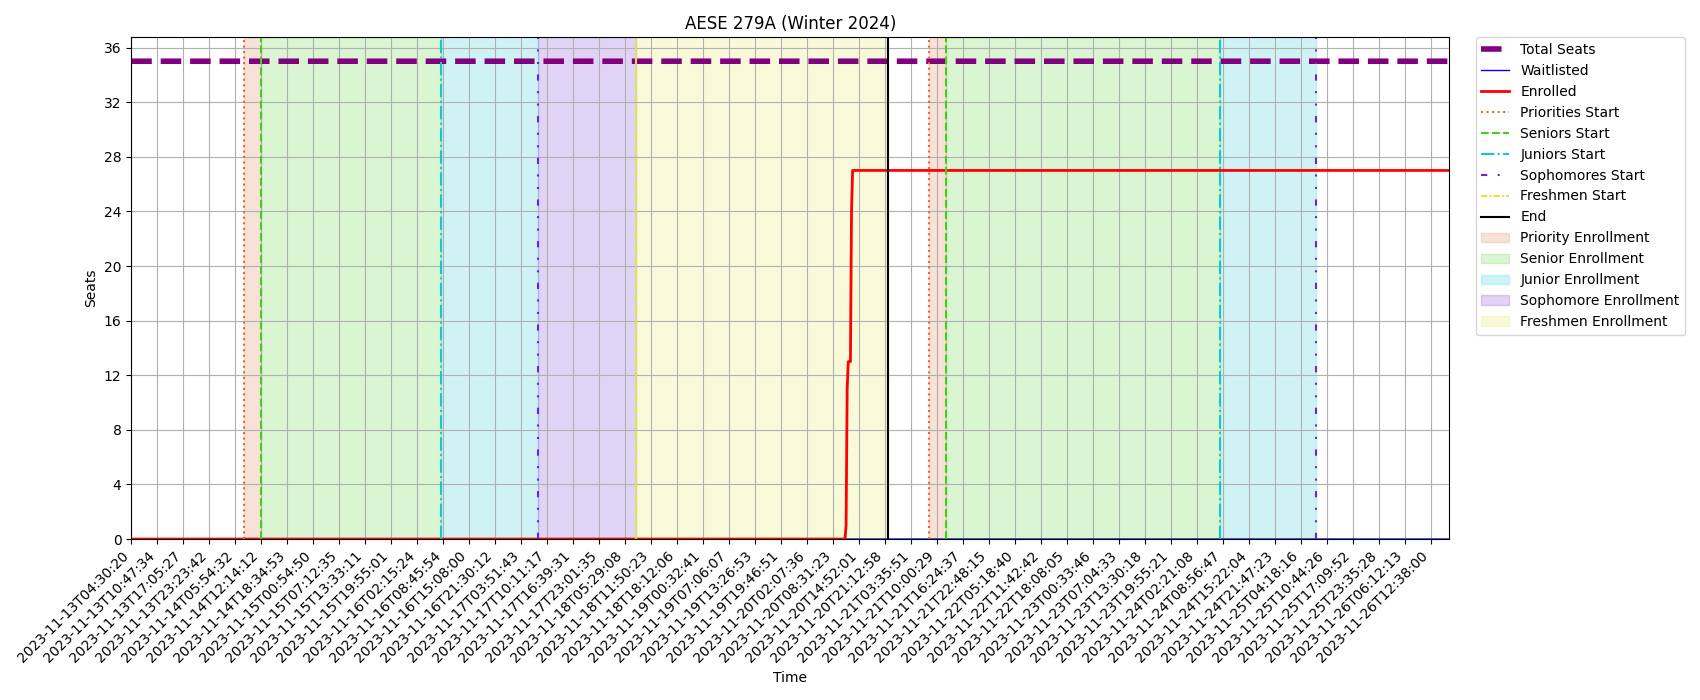 AESE 279A (Winter 2024)
36
32
28
24
20
16
12
8
4
0
Seats
2023-11-13T04:30:20
2023-11-13T10:47:34
2023-11-13T17:05:27
2023-11-13T23:23:42
2023-11-14T05:54:32
2023-11-14T12:14:12
2023-11-14T18:34:53
2023-11-15T00:54:50
2023-11-15T07:12:35
2023-11-15T13:33:11
2023-11-15T19:55:01
2023-11-16T02:15:24
2023-11-16T08:45:54
2023-11-16T15:08:00
2023-11-16T21:30:12
2023-11-17T03:51:43
2023-11-17T10:11:17
2023-11-17T16:39:31
2023-11-17T23:01:35
2023-11-18T05:29:08
2023-11-18T11:50:23
2023-11-18T18:12:06
2023-11-19T00:32:41
2023-11-19T07:06:07
2023-11-19T13:26:53
2023-11-19T19:46:51
2023-11-20T02:07:36
2023-11-20T08:31:23
2023-11-20T14:52:01
2023-11-20T21:12:58
2023-11-21T03:35:51
2023-11-21T10:00:29
2023-11-21T16:24:37
2023-11-21T22:48:15
2023-11-22T05:18:40
2023-11-22T11:42:42
2023-11-22T18:08:05
2023-11-23T00:33:46
2023-11-23T07:04:33
2023-11-23T13:30:18
2023-11-23T19:55:21
2023-11-24T02:21:08
2023-11-24T08:56:47
2023-11-24T15:22:04
2023-11-24T21:47:23
2023-11-25T04:18:16
2023-11-25T10:44:26
2023-11-25T17:09:52
2023-11-25T23:35:28
2023-11-26T06:12:13
2023-11-26T12:38:00
Time
Total Seats
Waitlisted
Enrolled
Priorities Start
Seniors Start
Juniors Start
Sophomores Start
Freshmen Start
End
Priority Enrollment
Senior Enrollment
Junior Enrollment
Sophomore Enrollment
Freshmen Enrollment